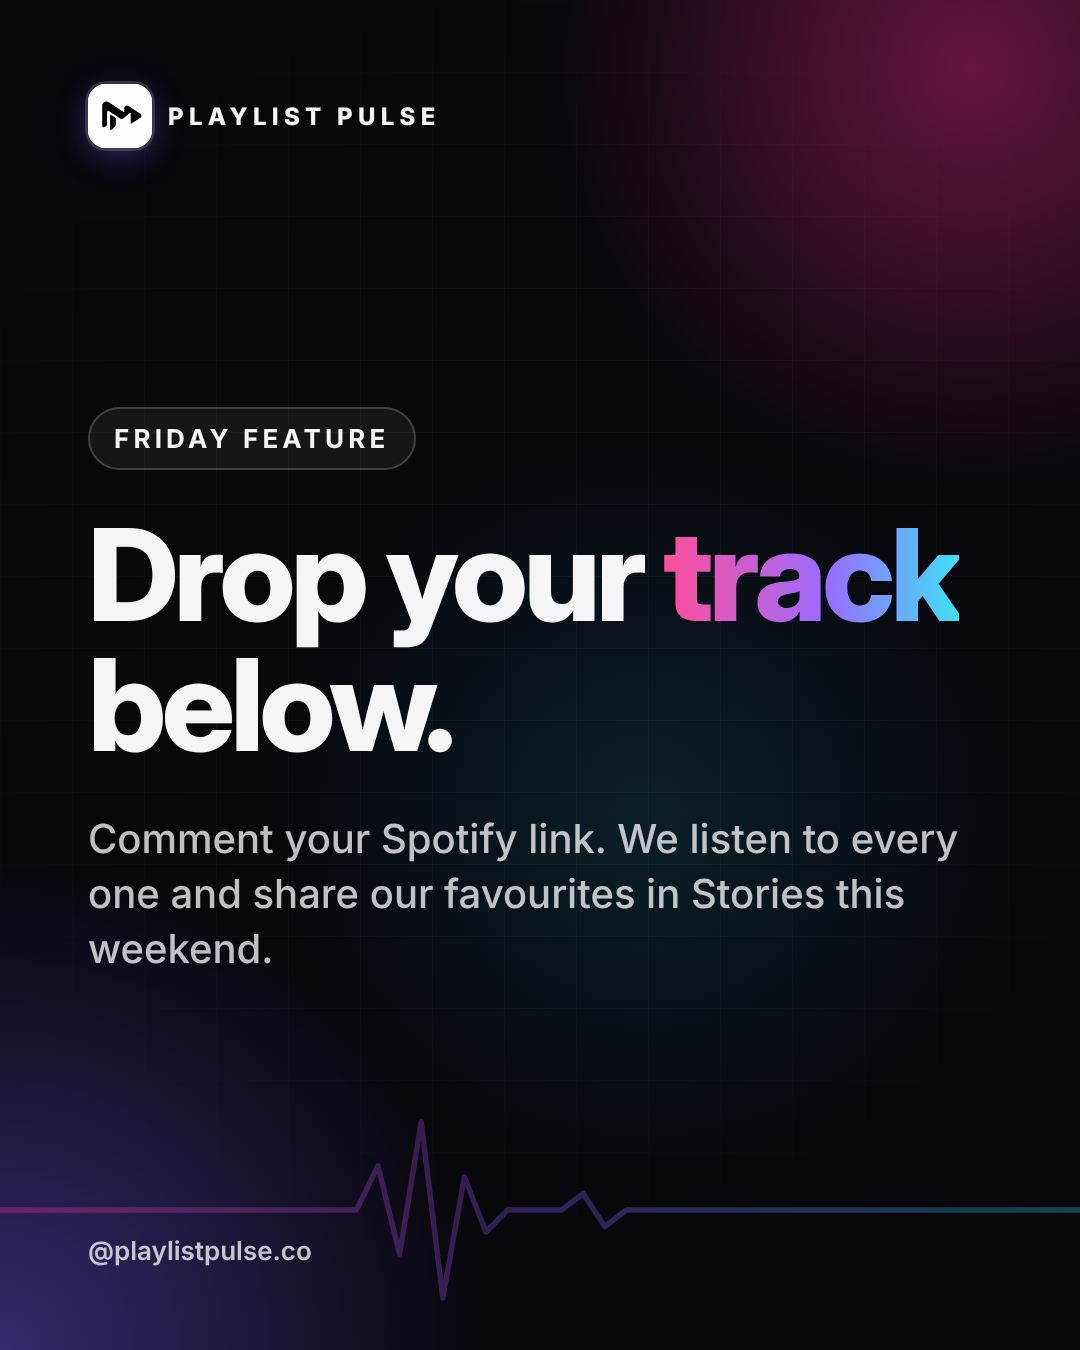 PLAYLIST PULSE
FRIDAY FEATURE
Drop your track
below.
Comment your Spotify link. We listen to every
one and share our favourites in Stories this
weekend.
@playlistpulse.co